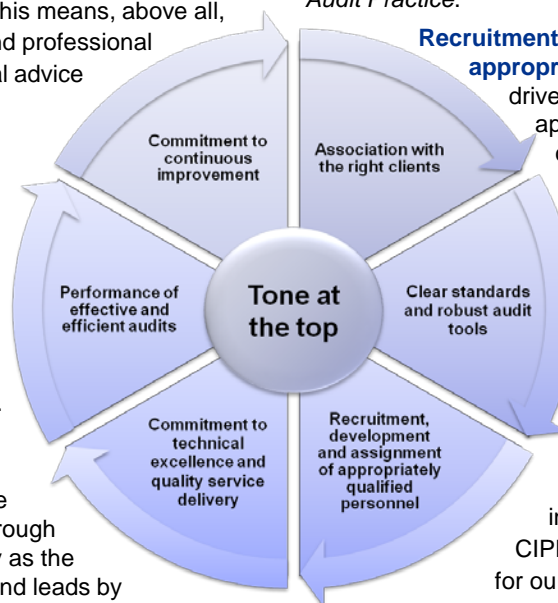 his means, above all,
nd professional
al advice
Audit Practice.
Recruitment
appropr
drive
ap
Commitment to
continuous
improvement
Association with
the right clients
Performance of
effective and
efficient audits
Tone at
the top
Clear standards
and robust audit
tools
Commitment to
technical
excellence and
quality service
delivery
Recruitment,
development
and assignment
of appropriately
qualified
personnel
e
rough
y as the
nd leads by
in
CIP
for ou